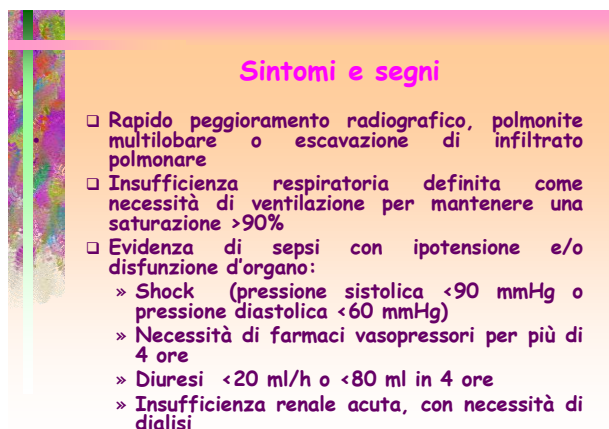 Sintomi e segni
❑ Rapido peggioramento radiografico, polmonite
multilobare o escavazione di infiltrato
polmonare
❑ Insufficienza respiratoria definita come
necessità di ventilazione per mantenere una
saturazione >90%
❑ Evidenza di sepsi con ipotensione e/o
disfunzione d'organo:
» Shock (pressione sistolica <90 mmHg o
pressione diastolica <60 mmHg)
» Necessità di farmaci vasopressori per più di
4 ore
» Diuresi <20 ml/h o <80 ml in 4 ore
» Insufficienza renale acuta, con necessità di
dialisi